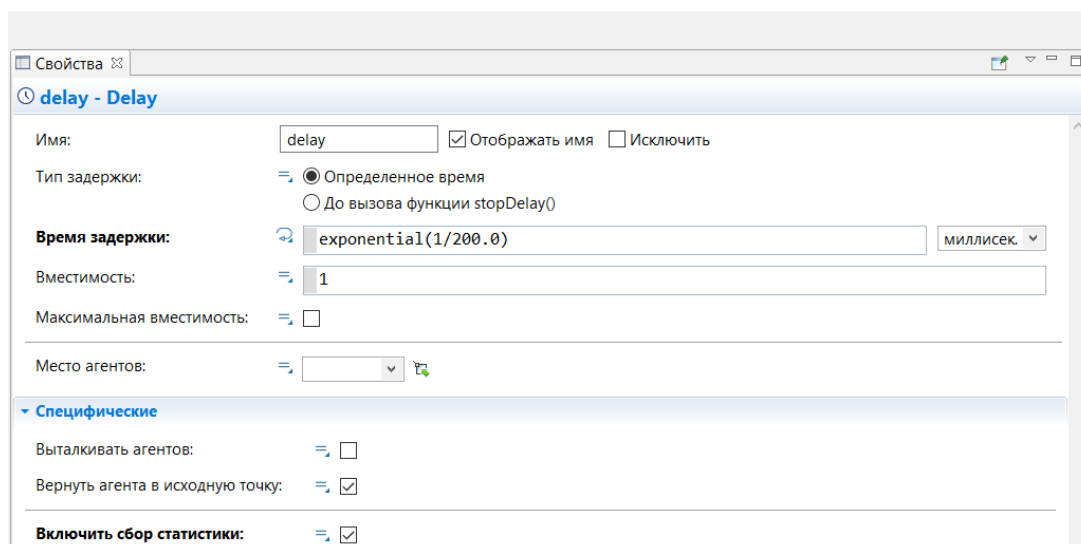 Свойства
delay - Delay
Имя: delay Отображать имя Исключить
Тип задержки: Определенное время
До вызова функции stopDelay()
Время задержки: exponential(1/200.0) миллисек.
Вместимость: 1
Максимальная вместимость:
Место агентов:
Специфические
Выталкивать агентов:
Вернуть агента в исходную точку:
Включить сбор статистики: